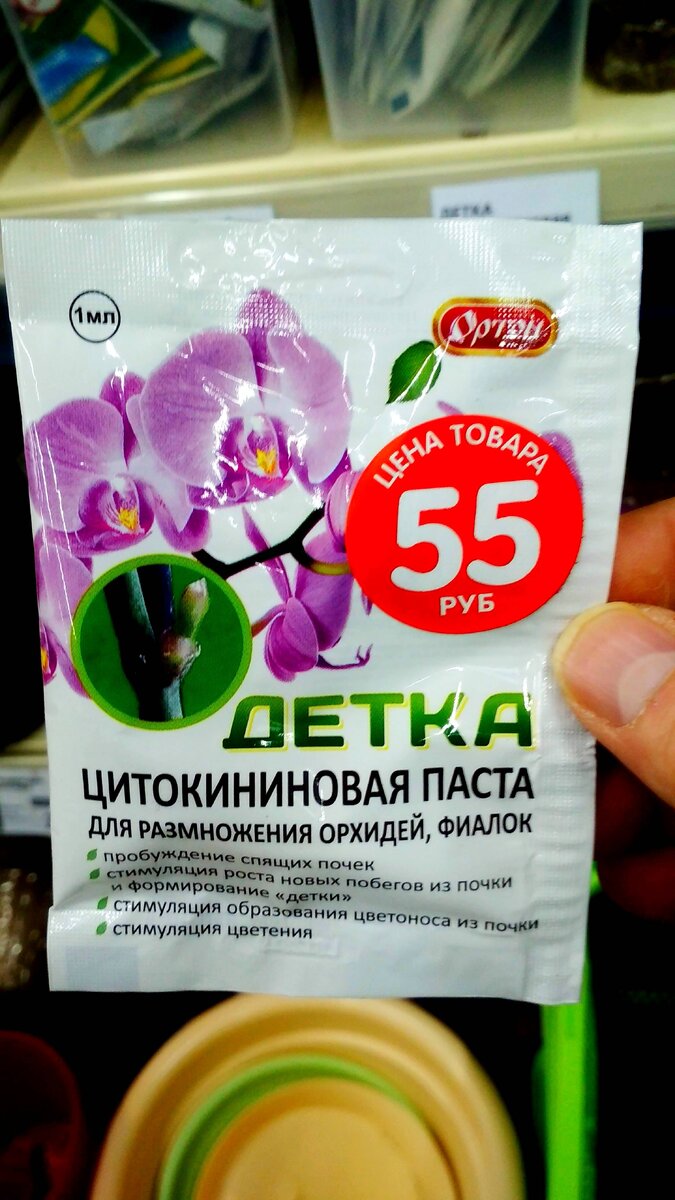 ДЕТКА
1мл
Ортон
ЦЕНА ТОВАРА
55
РУБ
ДЕТКА
ЦИТОКИНИНОВАЯ ПАСТА
ДЛЯ РАЗМНОЖЕНИЯ ОРХИДЕЙ, ФИАЛОК
пробуждение спящих почек
стимуляция роста новых побегов из почки
и формирование «детки»
стимуляция образования цветоноса из почки
стимуляция цветения